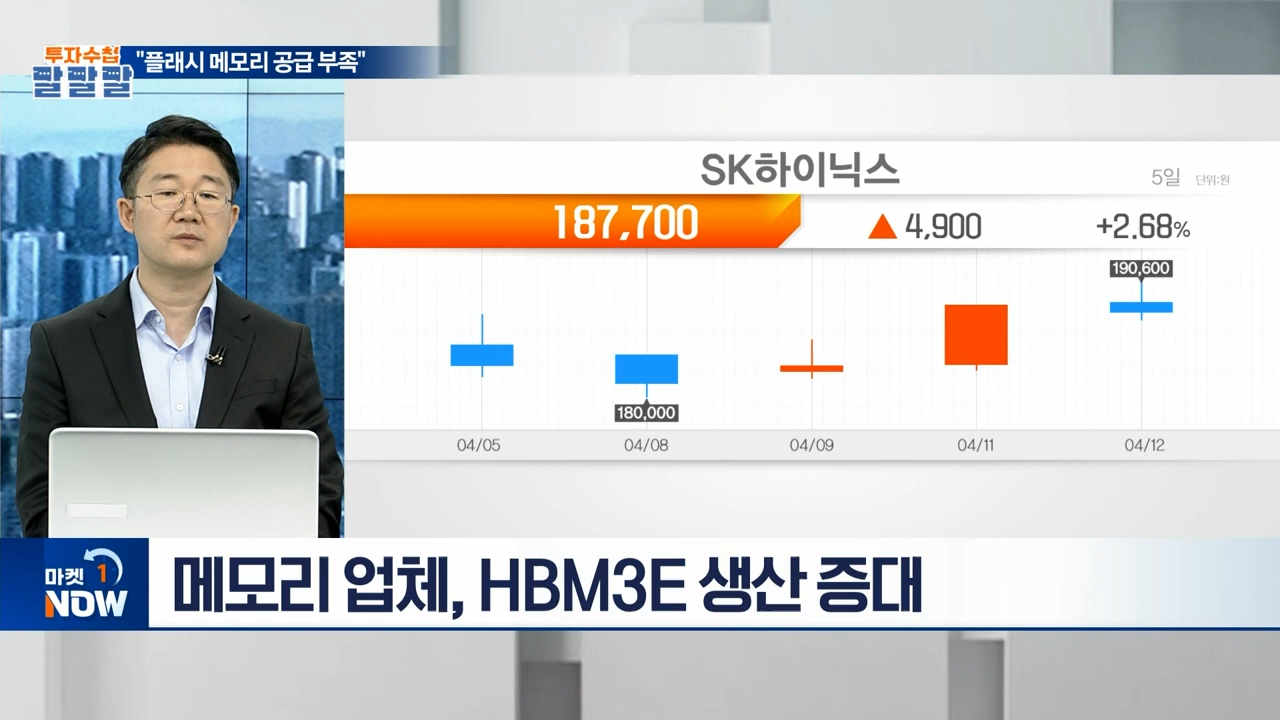 투자수첩
팔팔팔
"플래시 메모리 공급 부족"
SK하이닉스
5일 단위:원
187,700 ▲ 4,900 +2.68%
190,600
180,000
04/05 04/08 04/09 04/11 04/12
마켓 1
NOW
메모리 업체, HBM3E 생산 증대